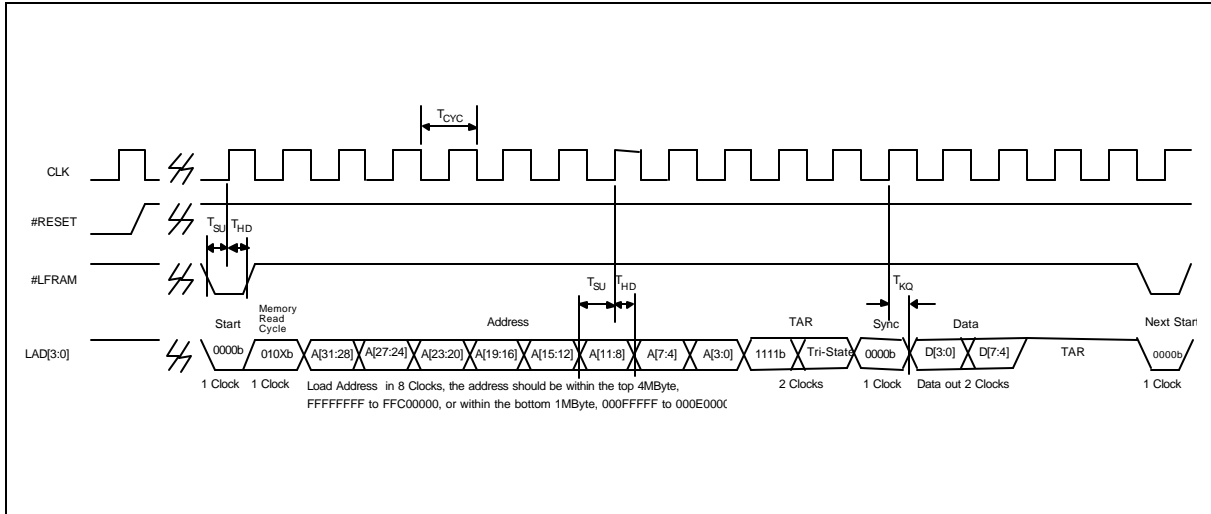 TCYC
CLK
#RESET
TSU THD
#LFRAM
TSU THD
TKQ
Start
Memory
Read
Cycle
Address
TAR
Sync
Data
Next Start
LAD[3:0]
0000b 010Xb A[31:28] A[27:24] A[23:20] A[19:16] A[15:12] A[11:8] A[7:4] A[3:0] 1111b Tri-State 0000b D[3:0] D[7:4] TAR 0000b
1 Clock 1 Clock
Load Address in 8 Clocks, the address should be within the top 4MByte,
FFFFFFFF to FFC00000, or within the bottom 1MByte, 000FFFFF to 000E0000
2 Clocks 1 Clock Data out 2 Clocks 1 Clock